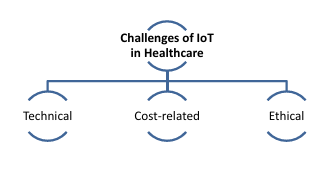 Challenges of IoT
in Healthcare
Technical
Cost-related
Ethical